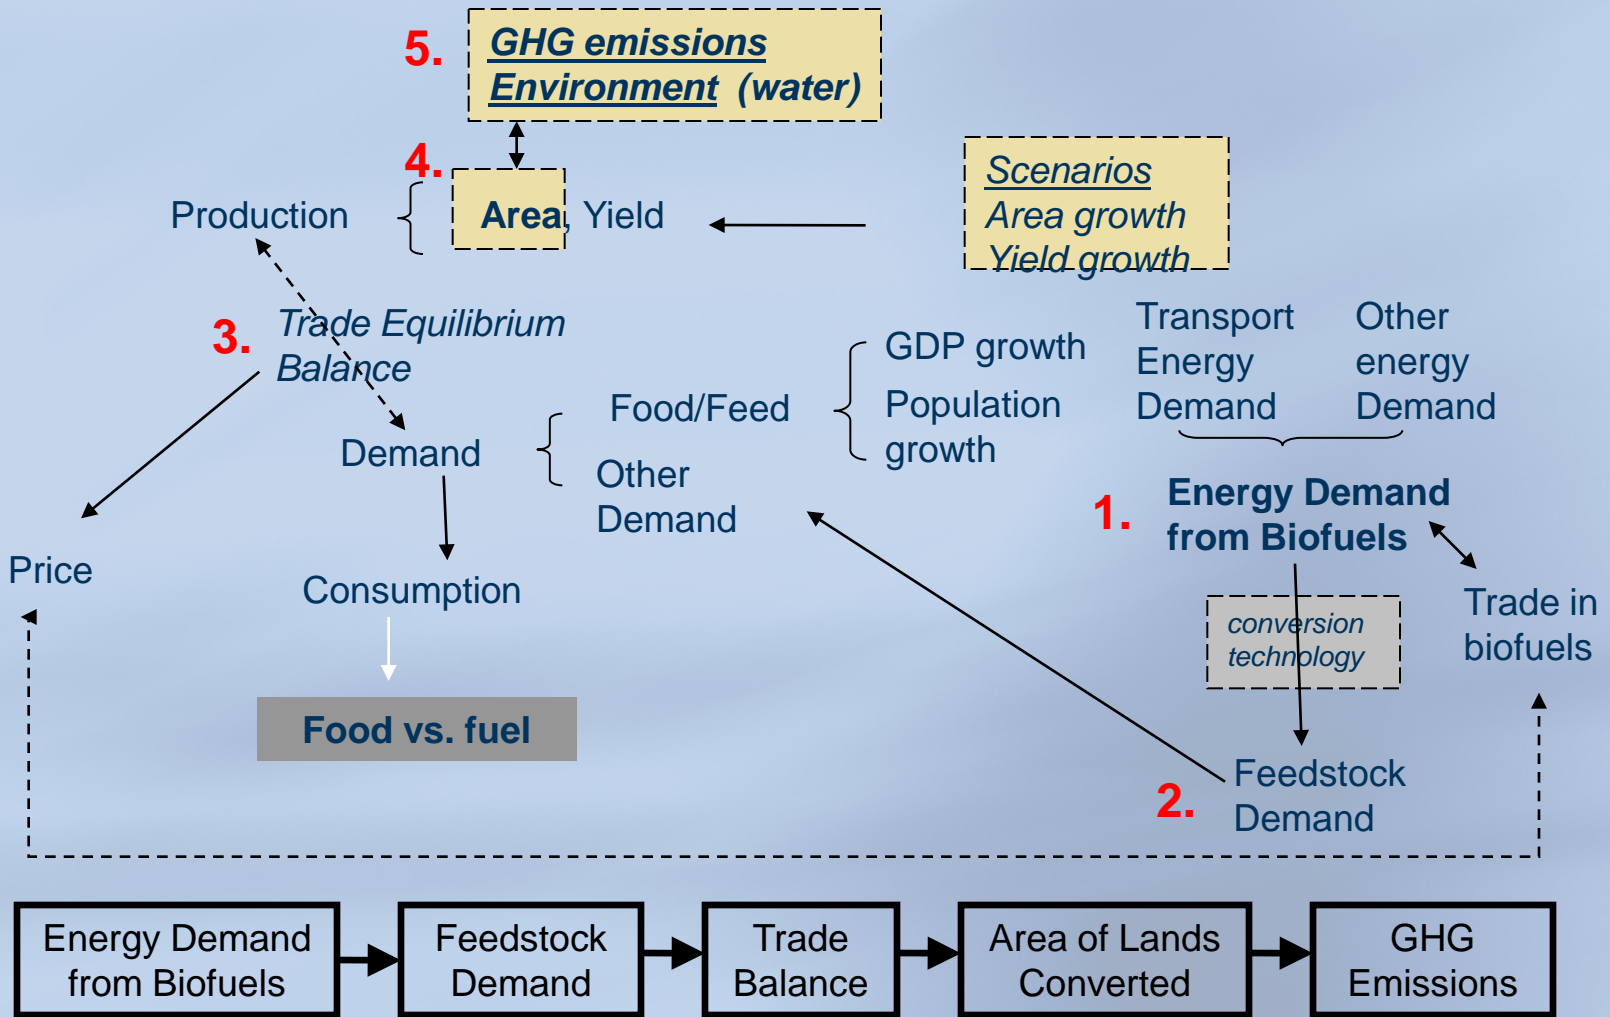 5.
GHG emissions
Environment (water)
4.
Production
Area, Yield
Scenarios
Area growth
Yield growth
3.
Trade Equilibrium
Balance
Demand
Food/Feed
Other
Demand
GDP growth
Population
growth
Transport
Energy
Demand
Other
energy
Demand
1.
Energy Demand
from Biofuels
Price
Consumption
conversion
technology
Trade in
biofuels
Food vs. fuel
2.
Feedstock
Demand
Energy Demand
from Biofuels
Feedstock
Demand
Trade
Balance
Area of Lands
Converted
GHG
Emissions